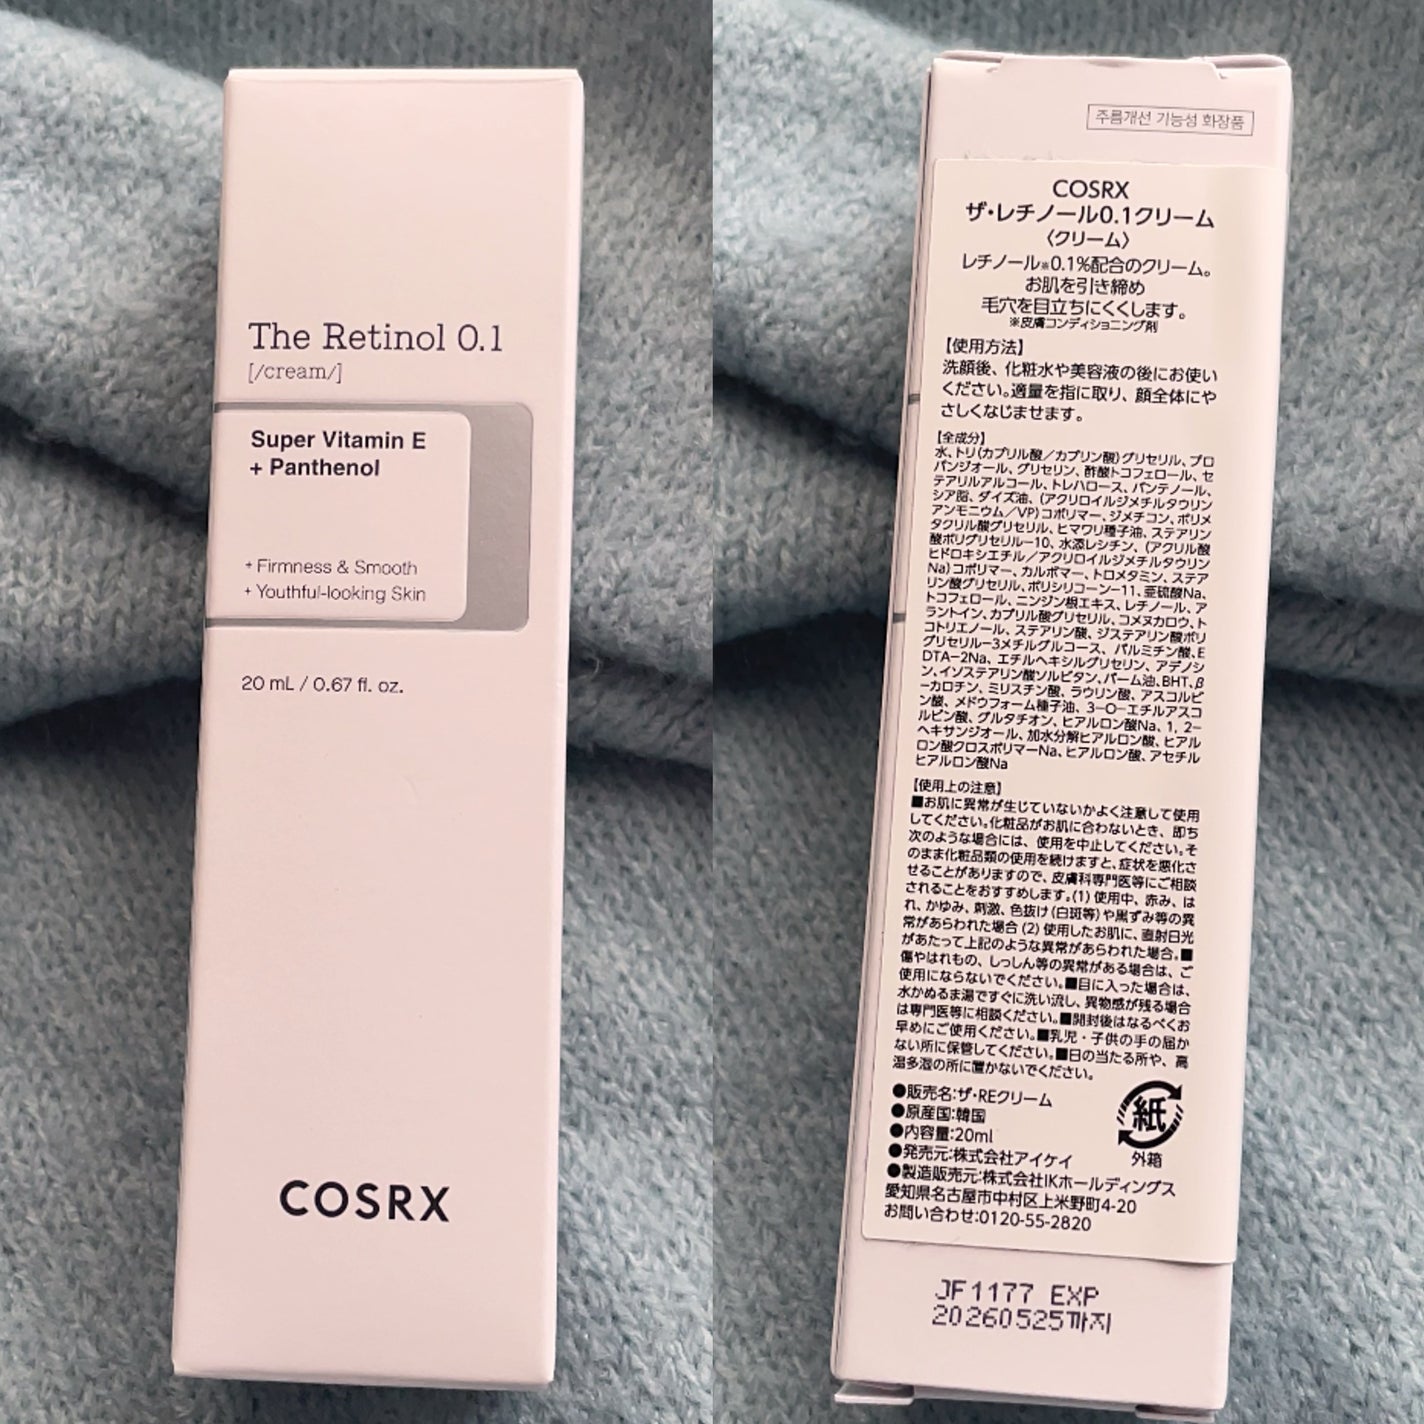 The Retinol 0.1
[/cream/]
Super Vitamin E
+ Panthenol
+ Firmness & Smooth
+ Youthful-looking Skin
20 mL / 0.67 fl. oz.
COSRX
주름개선 기능성 화장품
COSRX
ザ・レチノール0.1クリーム
〈クリーム〉
レチノール※0.1%配合のクリーム。
お肌を引き締め
毛穴を目立ちにくくします。
※皮膚コンディショニング剤
【使用方法】
洗顔後、化粧水や美容液の後にお使い
ください。適量を指に取り、顔全体にや
さしくなじませます。
【全成分】
水、トリ(カプリル酸/カプリン酸)グリセリル、プロ
パンジオール、グリセリン、酢酸トコフェロール、セ
テアリルアルコール、トレハロース、パンテノール、
シア脂、ダイズ油、(アクリロイルジメチルタウリン
アンモニウム/VP)コポリマー、ジメチコン、ポリメ
タクリル酸グリセリル、ヒマワリ種子油、ステアリン
酸ポリグリセリル-10、水添レシチン、(アクリル酸
ヒドロキシエチル/アクリロイルジメチルタウリン
Na)コポリマー、カルボマー、トロメタミン、ステア
リン酸グリセリル、ポリシリコーン-11、亜硫酸Na、
トコフェロール、ニンジン根エキス、レチノール、ア
ラントイン、カプリル酸グリセリル、コメヌカロウ、ト
コトリエノール、ステアリン酸、ジステアリン酸ポリ
グリセリル-3メチルグルコース、パルミチン酸、E
DTA-2Na、エチルヘキシルグリセリン、アデノシ
ン、イソステアリン酸ソルビタン、パーム油、BHT、β
-カロチン、ミリスチン酸、ラウリン酸、アスコルビ
ン酸、メドウフォーム種子油、3-O-エチルアスコ
ルビン酸、グルタチオン、ヒアルロン酸Na、1, 2-
ヘキサンジオール、加水分解ヒアルロン酸、ヒアル
ロン酸クロスポリマーNa、ヒアルロン酸、アセチル
ヒアルロン酸Na
【使用上の注意】
■お肌に異常が生じていないかよく注意して使用
してください。化粧品がお肌に合わないとき、即ち
次のような場合には、使用を中止してください。そ
のまま化粧品類の使用を続けますと、症状を悪化さ
せることがありますので、皮膚科専門医等にご相談
されることをおすすめします。(1) 使用中、赤み、は
れ、かゆみ、刺激、色抜け(白斑等)や黒ずみ等の異
常があらわれた場合 (2) 使用したお肌に、直射日光
があたって上記のような異常があらわれた場合。■
傷やはれもの、しっしん等の異常がある場合は、ご
使用にならないでください。■目に入った場合は、
水かぬるま湯ですぐに洗い流し、異物感が残る場合
は専門医等に相談ください。■開封後はなるべくお
早めにご使用ください。■乳児・子供の手の届か
ない所に保管してください。■日の当たる所や、高
温多湿の所に置かないでください。
●販売名:ザ・REクリーム
●原産国:韓国
●内容量:20ml
●発売元:株式会社アイケイ
●製造販売元:株式会社IKホールディングス
愛知県名古屋市中村区上米野町4-20
お問い合わせ:0120-55-2820
紙
外箱
JF1177 EXP
20260525까지